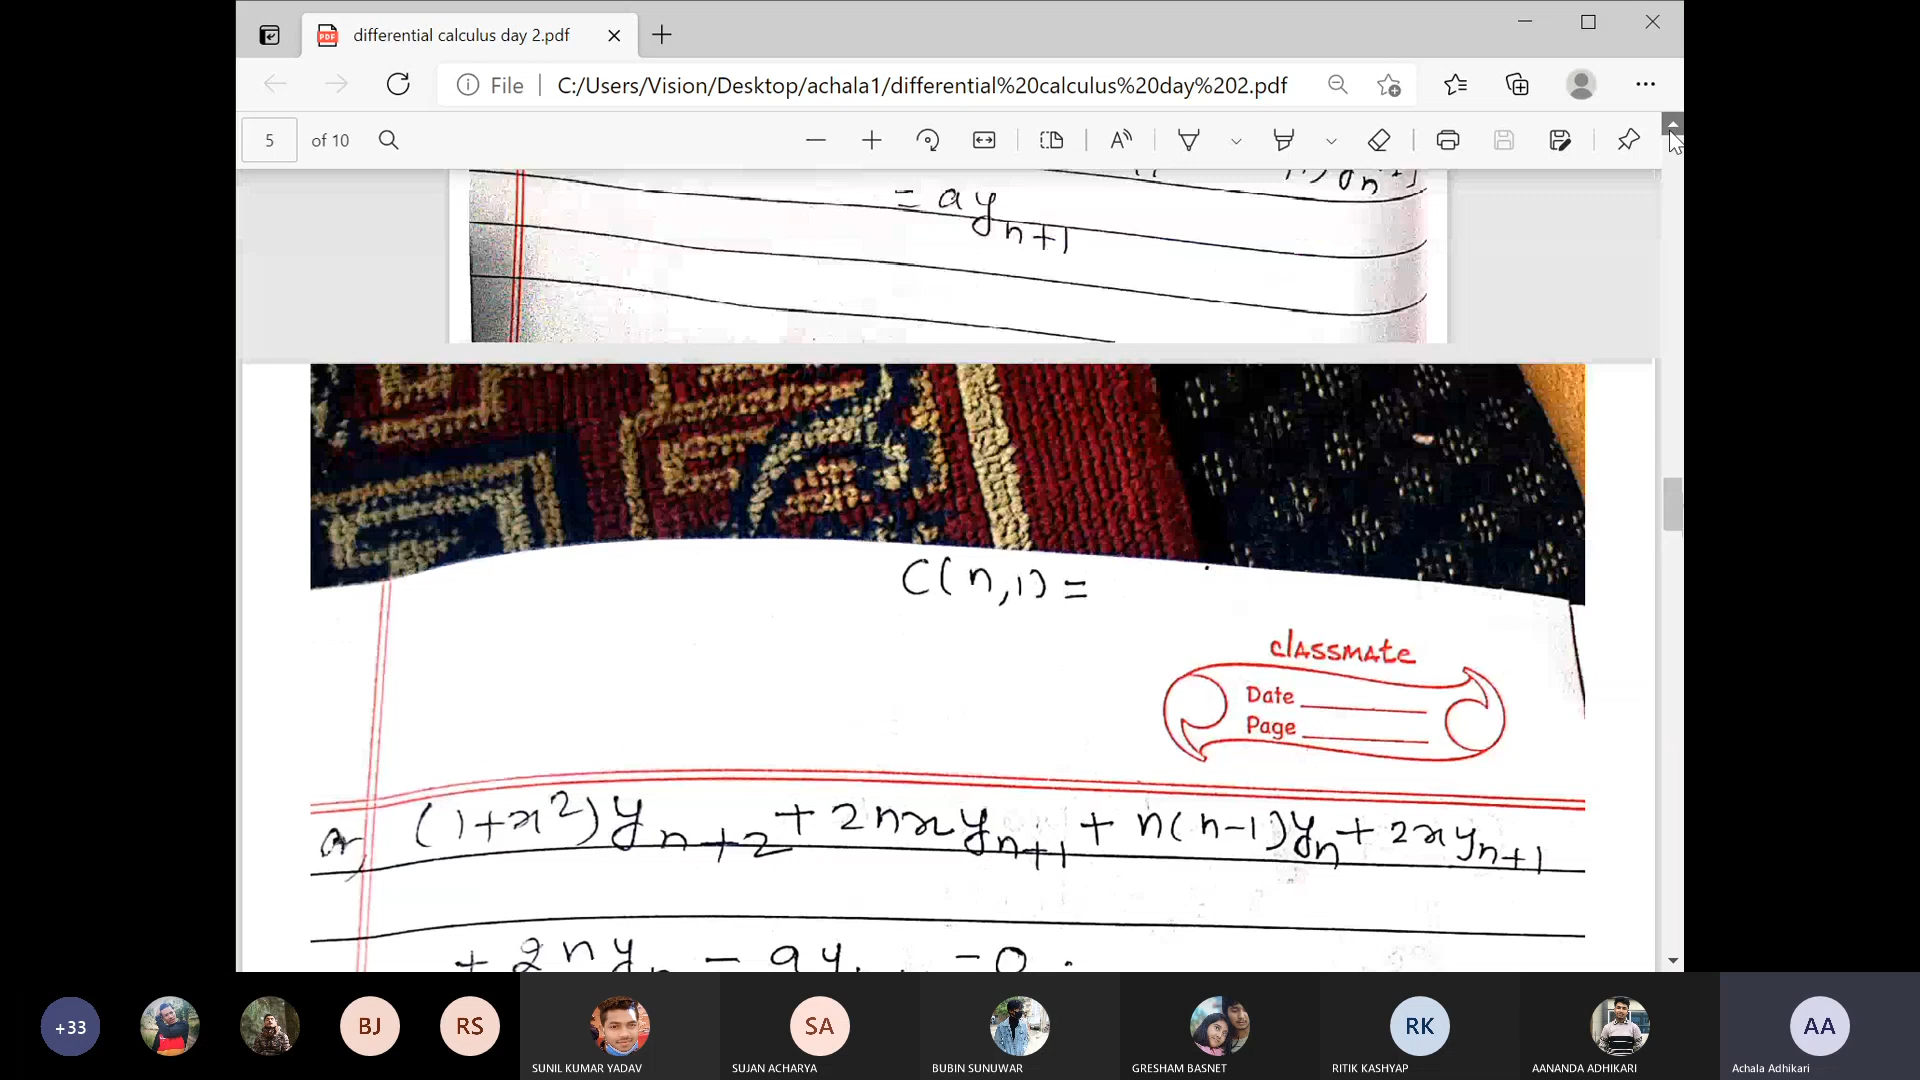 differential calculus day 2.pdf
File
C:/Users/Vision/Desktop/achala1/differential%20calculus%20day%202.pdf
5 of 10
= ay_{n+1}
C(n,1) =
classmate
Date
Page
or, (1+x²)y_{n+2} + 2nxy_{n+1} + n(n-1)y_n + 2xy_{n+1}
+33
BJ
RS
SUNIL KUMAR YADAV
SA
SUJAN ACHARYA
BUBIN SUNUWAR
GRESHAM BASNET
RK
RITIK KASHYAP
AANANDA ADHIKARI
AA
Achala Adhikari